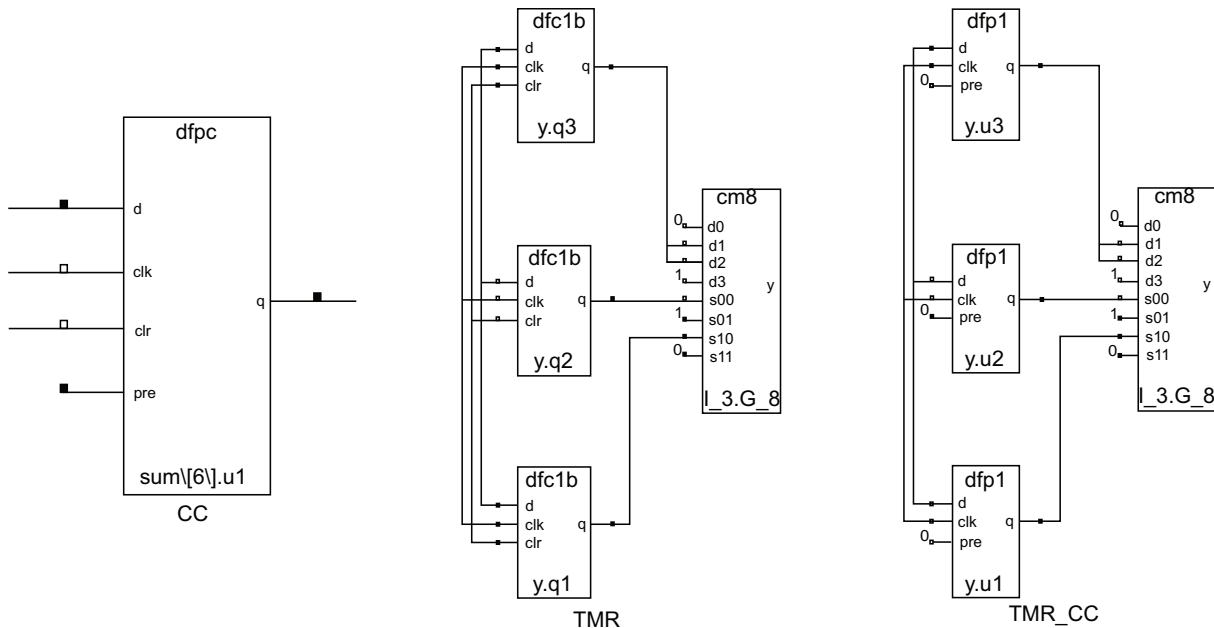 dfpc
d
clk
clr
pre
q
sum\[6\].u1
CC
dfc1b
d
clk
clr
q
y.q3
dfc1b
d
clk
clr
q
y.q2
dfc1b
d
clk
clr
q
y.q1
cm8
0
d0
d1
d2
1
d3
s00
1
s01
s10
0
s11
y
I_3.G_8
TMR
dfp1
d
clk
0
pre
q
y.u3
dfp1
d
clk
0
pre
q
y.u2
dfp1
d
clk
0
pre
q
y.u1
cm8
0
d0
d1
d2
1
d3
s00
1
s01
s10
0
s11
y
I_3.G_8
TMR_CC